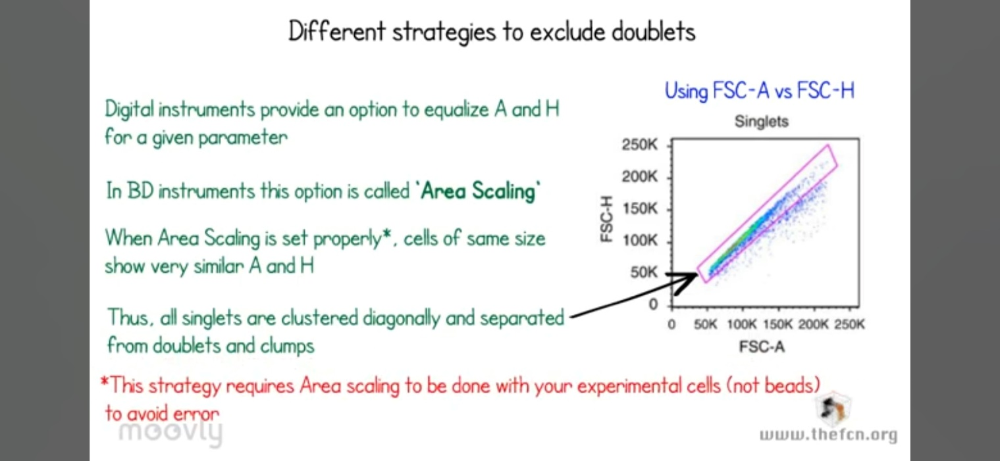 Different strategies to exclude doublets
Digital instruments provide an option to equalize A and H
for a given parameter
In BD instruments this option is called `Area Scaling`
When Area Scaling is set properly*, cells of same size
show very similar A and H
Thus, all singlets are clustered diagonally and separated
from doublets and clumps
Using FSC-A vs FSC-H
Singlets
250K
200K
150K
100K
50K
0
FSC-H
0 50K 100K 150K 200K 250K
FSC-A
*This strategy requires Area scaling to be done with your experimental cells (not beads)
to avoid error
moovly
www.thefcn.org